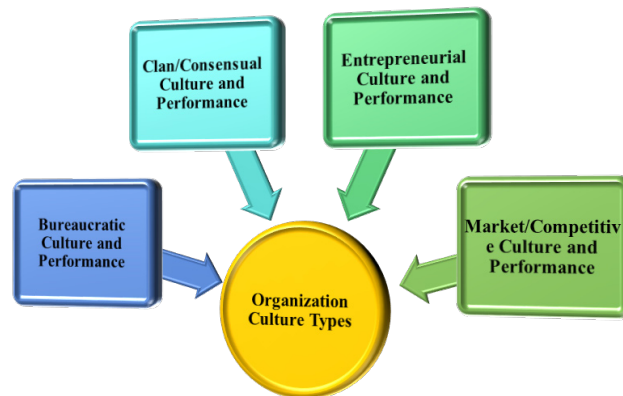 Clan/Consensual
Culture and
Performance
Entrepreneurial
Culture and
Performance
Bureaucratic
Culture and
Performance
Market/Competitiv
e Culture and
Performance
Organization
Culture Types